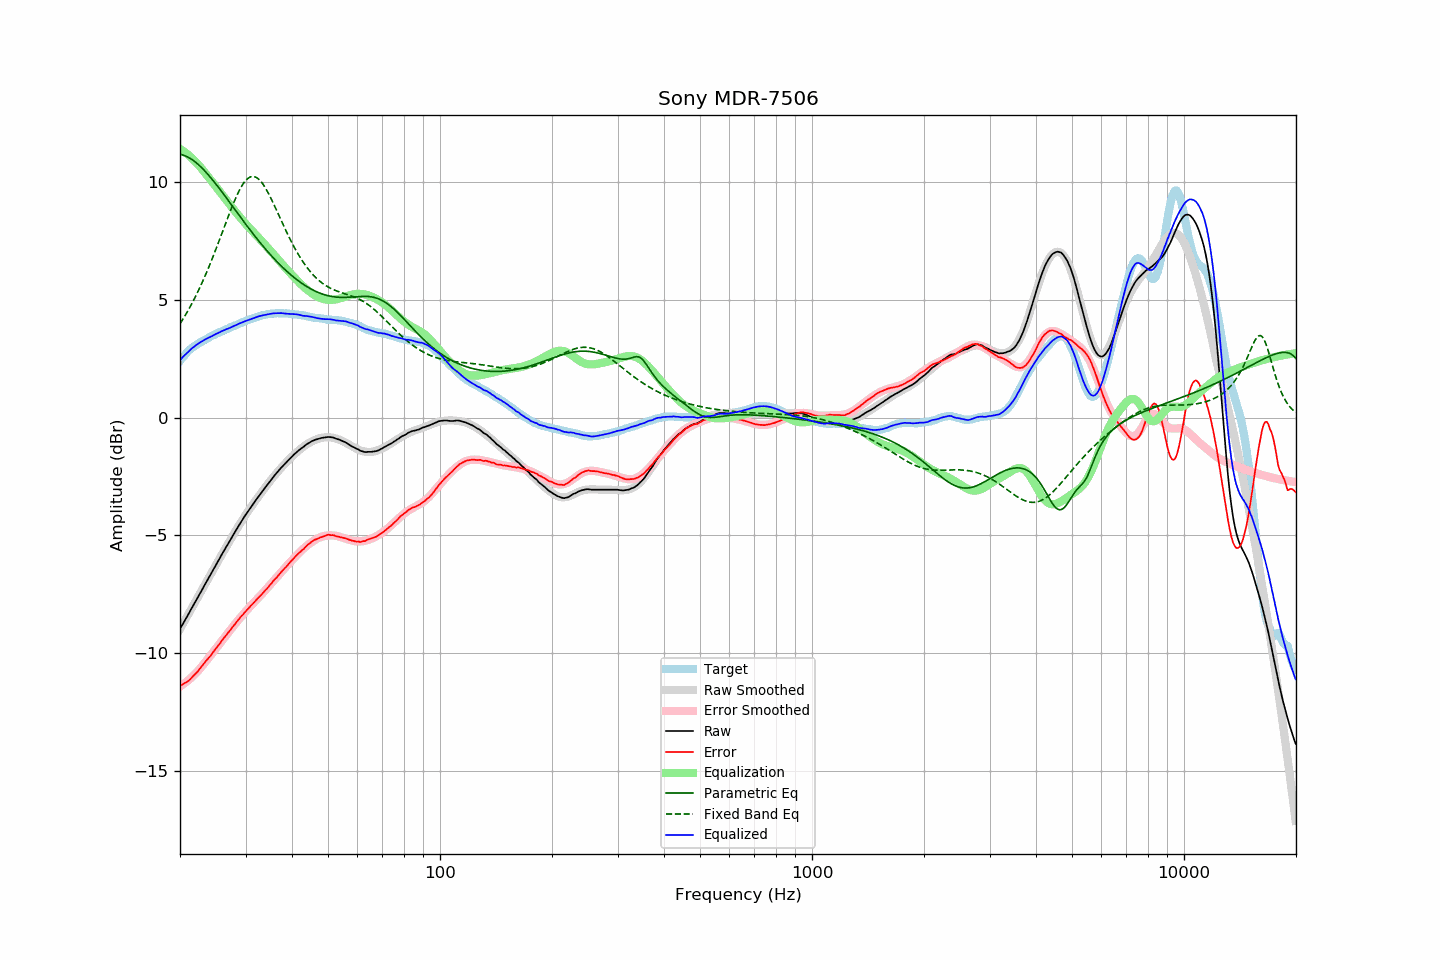 Sony MDR-7506
10
5
0
−5
−10
−15
Amplitude (dBr)
Target
Raw Smoothed
Error Smoothed
Raw
Error
Equalization
Parametric Eq
Fixed Band Eq
Equalized
100
1000
10000
Frequency (Hz)